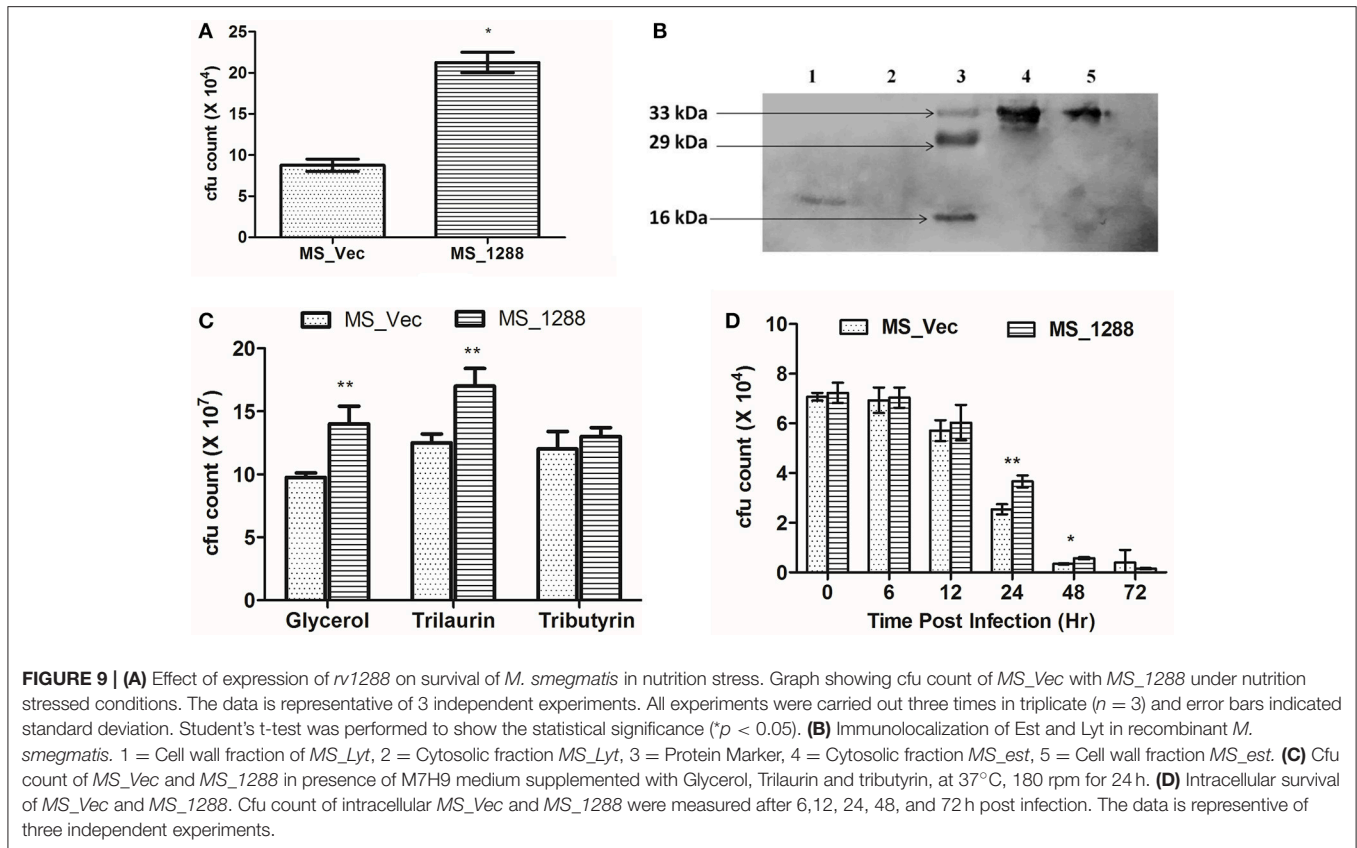 A
25
*
20
15
10
5
0
cfu count (X 10⁴)
MS_Vec MS_1288
B
1 2 3 4 5
33 kDa
29 kDa
16 kDa
C
MS_Vec MS_1288
20
15
10
5
0
cfu count (X 10⁷)
** **
Glycerol Trilaurin Tributyrin
D
MS_Vec MS_1288
10
8
6
4
2
0
cfu count (X 10⁴)
** *
0 6 12 24 48 72
Time Post Infection (Hr)
FIGURE 9 | (A) Effect of expression of rv1288 on survival of M. smegmatis in nutrition stress. Graph showing cfu count of MS_Vec with MS_1288 under nutrition
stressed conditions. The data is representative of 3 independent experiments. All experiments were carried out three times in triplicate (n = 3) and error bars indicated
standard deviation. Student's t-test was performed to show the statistical significance (*p < 0.05). (B) Immunolocalization of Est and Lyt in recombinant M.
smegmatis. 1 = Cell wall fraction of MS_Lyt, 2 = Cytosolic fraction MS_Lyt, 3 = Protein Marker, 4 = Cytosolic fraction MS_est, 5 = Cell wall fraction MS_est. (C) Cfu
count of MS_Vec and MS_1288 in presence of M7H9 medium supplemented with Glycerol, Trilaurin and tributyrin, at 37°C, 180 rpm for 24 h. (D) Intracellular survival
of MS_Vec and MS_1288. Cfu count of intracellular MS_Vec and MS_1288 were measured after 6,12, 24, 48, and 72 h post infection. The data is representive of
three independent experiments.